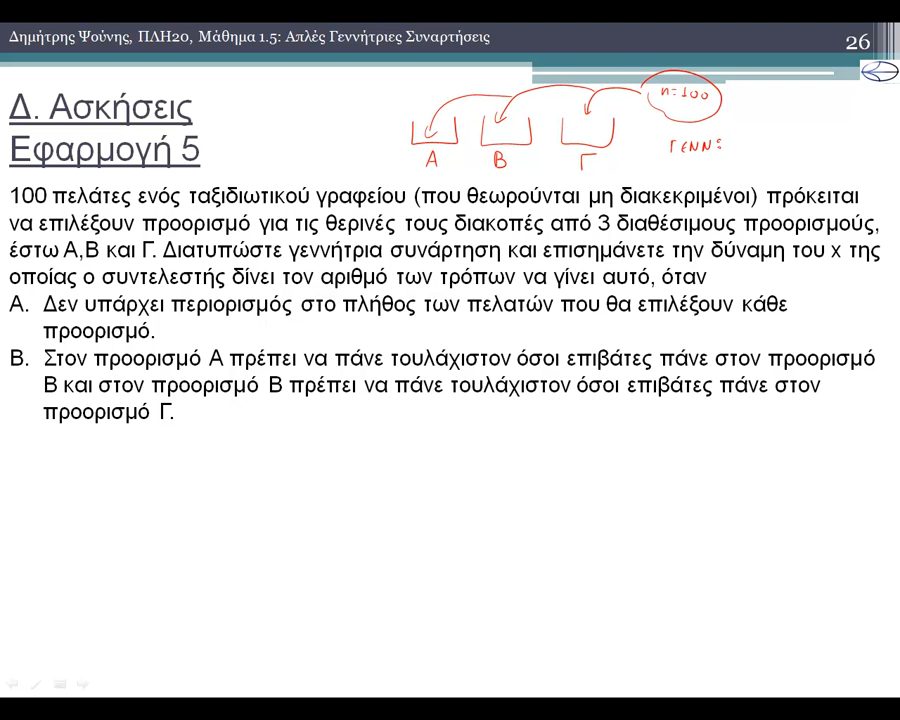 Δημήτρης Ψούνης, ΠΛΗ20, Μάθημα 1.5: Απλές Γεννήτριες Συναρτήσεις
26
Δ. Ασκήσεις
Εφαρμογή 5
n=100
Α Β Γ
ΓΕΝΝ:
100 πελάτες ενός ταξιδιωτικού γραφείου (που θεωρούνται μη διακεκριμένοι) πρόκειται
να επιλέξουν προορισμό για τις θερινές τους διακοπές από 3 διαθέσιμους προορισμούς,
έστω Α,Β και Γ. Διατυπώστε γεννήτρια συνάρτηση και επισημάνετε την δύναμη του x της
οποίας ο συντελεστής δίνει τον αριθμό των τρόπων να γίνει αυτό, όταν
Α. Δεν υπάρχει περιορισμός στο πλήθος των πελατών που θα επιλέξουν κάθε
προορισμό.
Β. Στον προορισμό Α πρέπει να πάνε τουλάχιστον όσοι επιβάτες πάνε στον προορισμό
Β και στον προορισμό Β πρέπει να πάνε τουλάχιστον όσοι επιβάτες πάνε στον
προορισμό Γ.